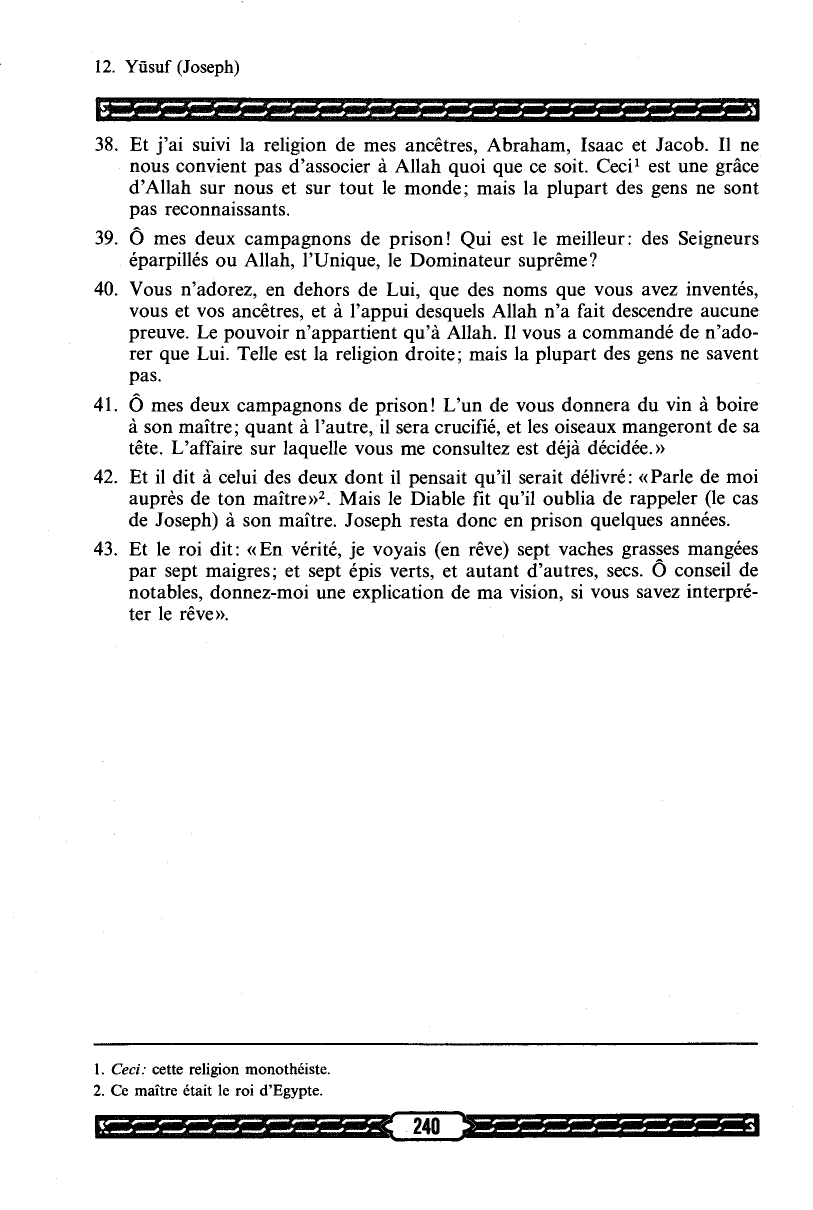 12. Yūsuf (Joseph)
38. Et j'ai suivi la religion de mes ancêtres, Abraham, Isaac et Jacob. Il ne
nous convient pas d'associer à Allah quoi que ce soit. Ceci¹ est une grâce
d'Allah sur nous et sur tout le monde; mais la plupart des gens ne sont
pas reconnaissants.
39. Ô mes deux campagnons de prison! Qui est le meilleur: des Seigneurs
éparpillés ou Allah, l'Unique, le Dominateur suprême?
40. Vous n'adorez, en dehors de Lui, que des noms que vous avez inventés,
vous et vos ancêtres, et à l'appui desquels Allah n'a fait descendre aucune
preuve. Le pouvoir n'appartient qu'à Allah. Il vous a commandé de n'ado-
rer que Lui. Telle est la religion droite; mais la plupart des gens ne savent
pas.
41. Ô mes deux campagnons de prison! L'un de vous donnera du vin à boire
à son maître; quant à l'autre, il sera crucifié, et les oiseaux mangeront de sa
tête. L'affaire sur laquelle vous me consultez est déjà décidée.»
42. Et il dit à celui des deux dont il pensait qu'il serait délivré: «Parle de moi
auprès de ton maître»². Mais le Diable fit qu'il oublia de rappeler (le cas
de Joseph) à son maître. Joseph resta donc en prison quelques années.
43. Et le roi dit: «En vérité, je voyais (en rêve) sept vaches grasses mangées
par sept maigres; et sept épis verts, et autant d'autres, secs. Ô conseil de
notables, donnez-moi une explication de ma vision, si vous savez interpré-
ter le rêve».
1. Ceci: cette religion monothéiste.
2. Ce maître était le roi d'Egypte.
240